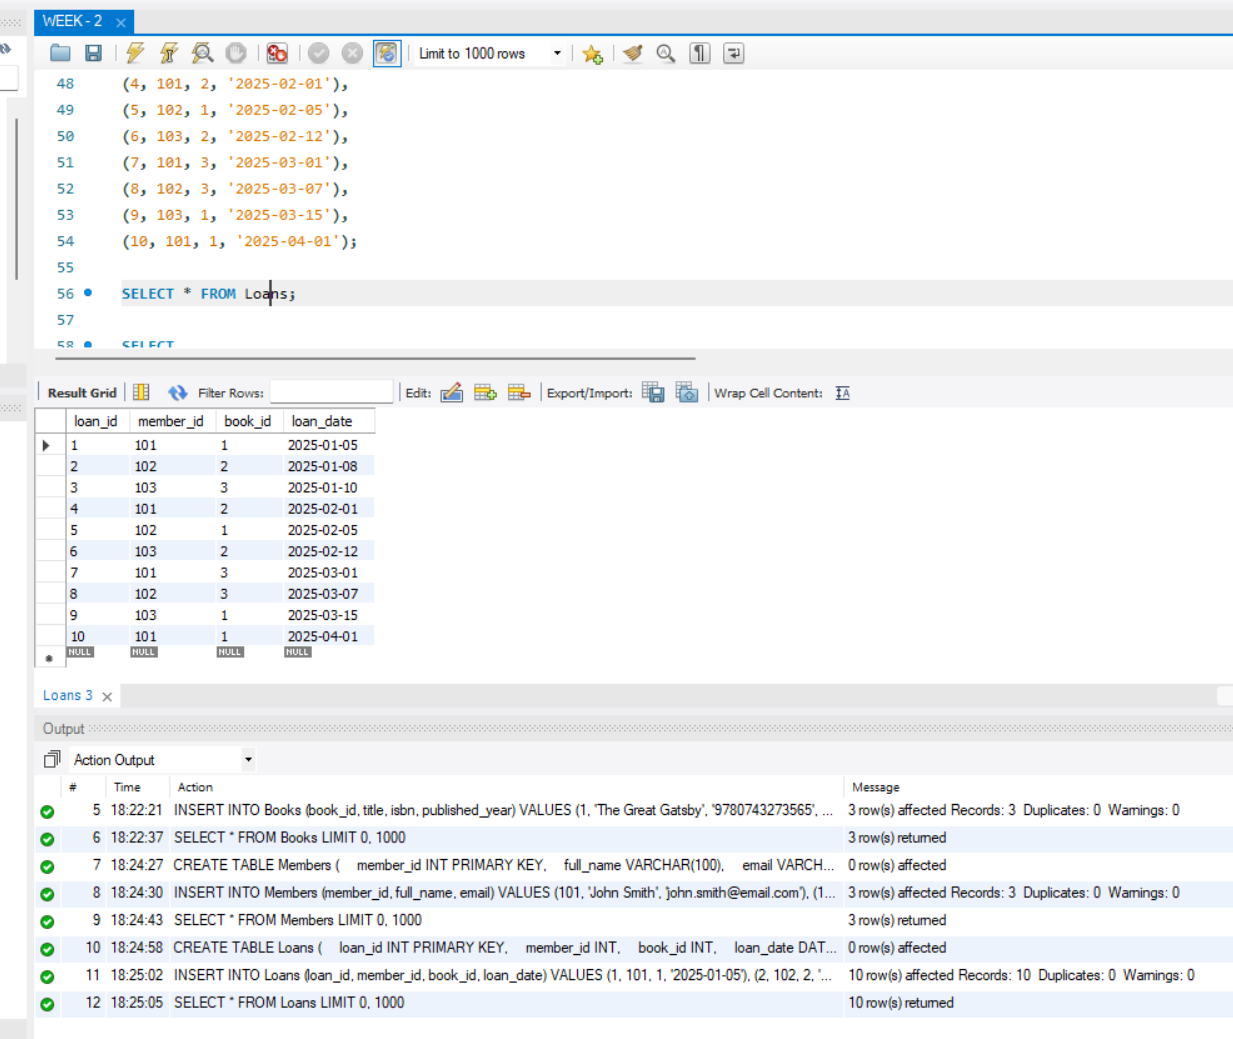 WEEK - 2
Limit to 1000 rows
48 (4, 101, 2, '2025-02-01'),
49 (5, 102, 1, '2025-02-05'),
50 (6, 103, 2, '2025-02-12'),
51 (7, 101, 3, '2025-03-01'),
52 (8, 102, 3, '2025-03-07'),
53 (9, 103, 1, '2025-03-15'),
54 (10, 101, 1, '2025-04-01');
55
56 SELECT * FROM Loans;
57
58 SELECT
Result Grid Filter Rows: Edit: Export/Import: Wrap Cell Content:
loan_id member_id book_id loan_date
1 101 1 2025-01-05
2 102 2 2025-01-08
3 103 3 2025-01-10
4 101 2 2025-02-01
5 102 1 2025-02-05
6 103 2 2025-02-12
7 101 3 2025-03-01
8 102 3 2025-03-07
9 103 1 2025-03-15
10 101 1 2025-04-01
NULL NULL NULL NULL
Loans 3
Output
Action Output
# Time Action Message
5 18:22:21 INSERT INTO Books (book_id, title, isbn, published_year) VALUES (1, 'The Great Gatsby', '9780743273565', ... 3 row(s) affected Records: 3 Duplicates: 0 Warnings: 0
6 18:22:37 SELECT * FROM Books LIMIT 0, 1000 3 row(s) returned
7 18:24:27 CREATE TABLE Members ( member_id INT PRIMARY KEY, full_name VARCHAR(100), email VARCH... 0 row(s) affected
8 18:24:30 INSERT INTO Members (member_id, full_name, email) VALUES (101, 'John Smith', 'john.smith@email.com'), (1... 3 row(s) affected Records: 3 Duplicates: 0 Warnings: 0
9 18:24:43 SELECT * FROM Members LIMIT 0, 1000 3 row(s) returned
10 18:24:58 CREATE TABLE Loans ( loan_id INT PRIMARY KEY, member_id INT, book_id INT, loan_date DAT... 0 row(s) affected
11 18:25:02 INSERT INTO Loans (loan_id, member_id, book_id, loan_date) VALUES (1, 101, 1, '2025-01-05'), (2, 102, 2, '... 10 row(s) affected Records: 10 Duplicates: 0 Warnings: 0
12 18:25:05 SELECT * FROM Loans LIMIT 0, 1000 10 row(s) returned